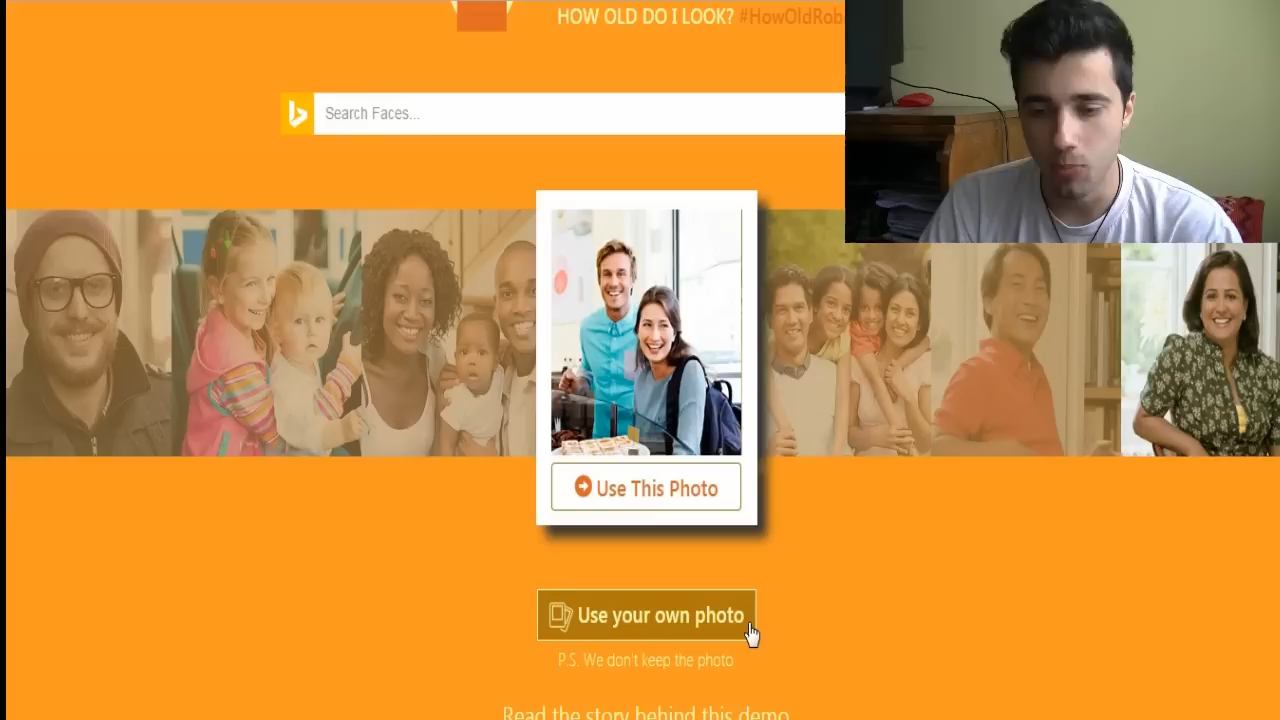 HOW OLD DO I LOOK? #HowOldRob
Search Faces...
Use This Photo
Use your own photo
P.S. We don't keep the photo
Read the story behind this demo